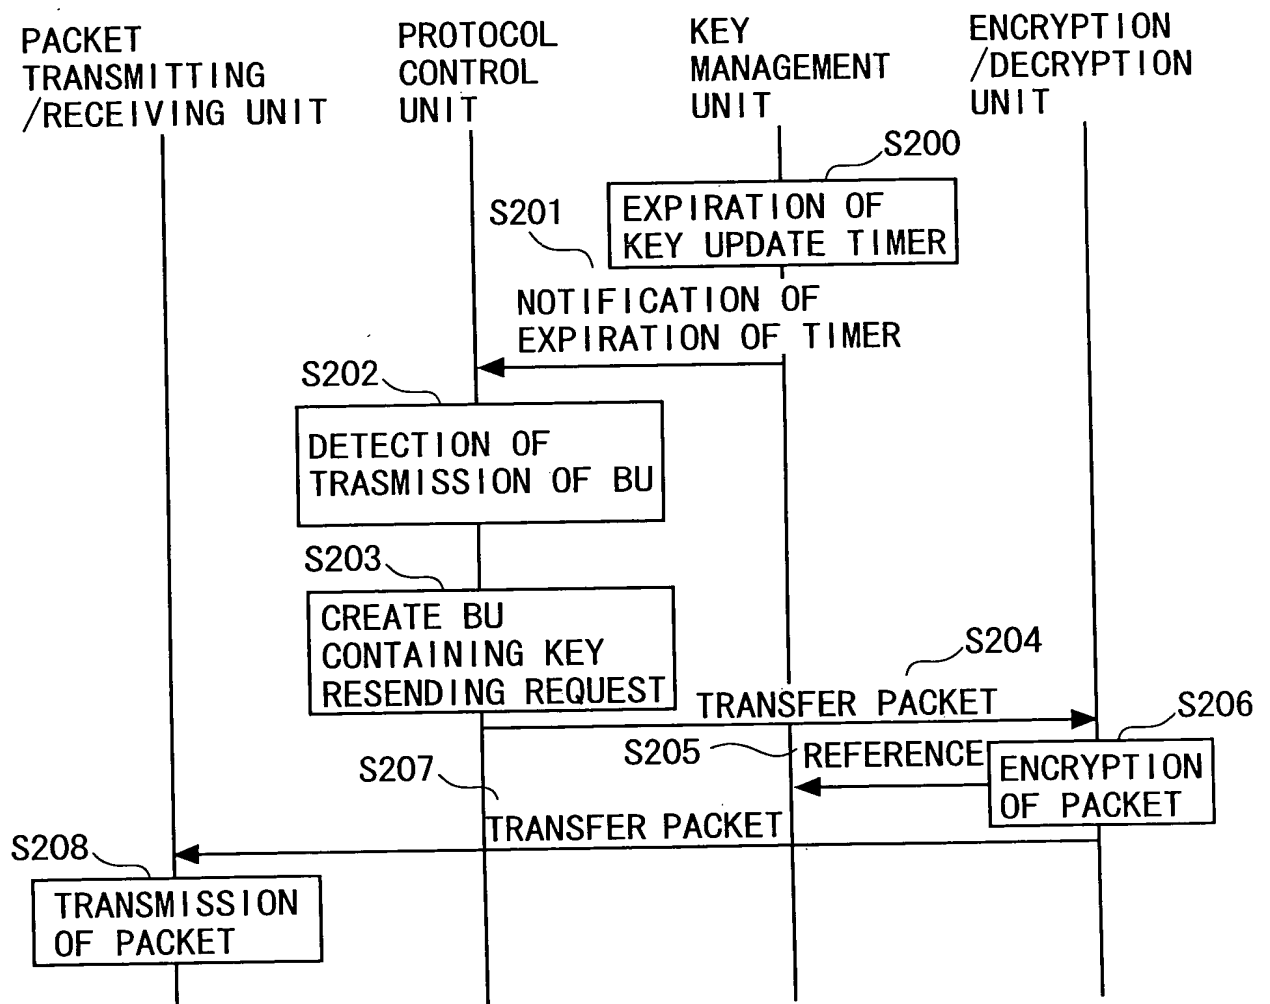 PACKET
TRANSMITTING
/RECEIVING UNIT
PROTOCOL
CONTROL
UNIT
KEY
MANAGEMENT
UNIT
ENCRYPTION
/DECRYPTION
UNIT
S200
EXPIRATION OF
KEY UPDATE TIMER
S201
NOTIFICATION OF
EXPIRATION OF TIMER
S202
DETECTION OF
TRASMISSION OF BU
S203
CREATE BU
CONTAINING KEY
RESENDING REQUEST
S204
TRANSFER PACKET
S206
S205
REFERENCE
ENCRYPTION
OF PACKET
S207
TRANSFER PACKET
S208
TRANSMISSION
OF PACKET